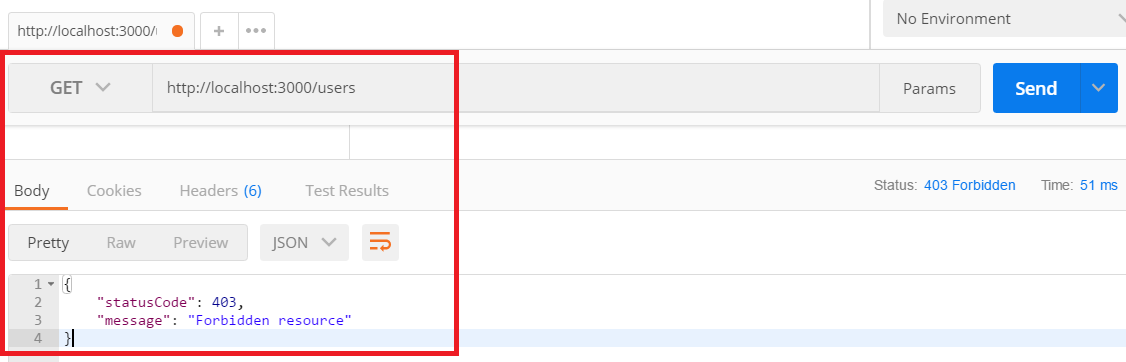 http://localhost:3000/u
No Environment
GET http://localhost:3000/users Params Send
Body Cookies Headers (6) Test Results Status: 403 Forbidden Time: 51 ms
Pretty Raw Preview JSON
1 {
2 "statusCode": 403,
3 "message": "Forbidden resource"
4 }